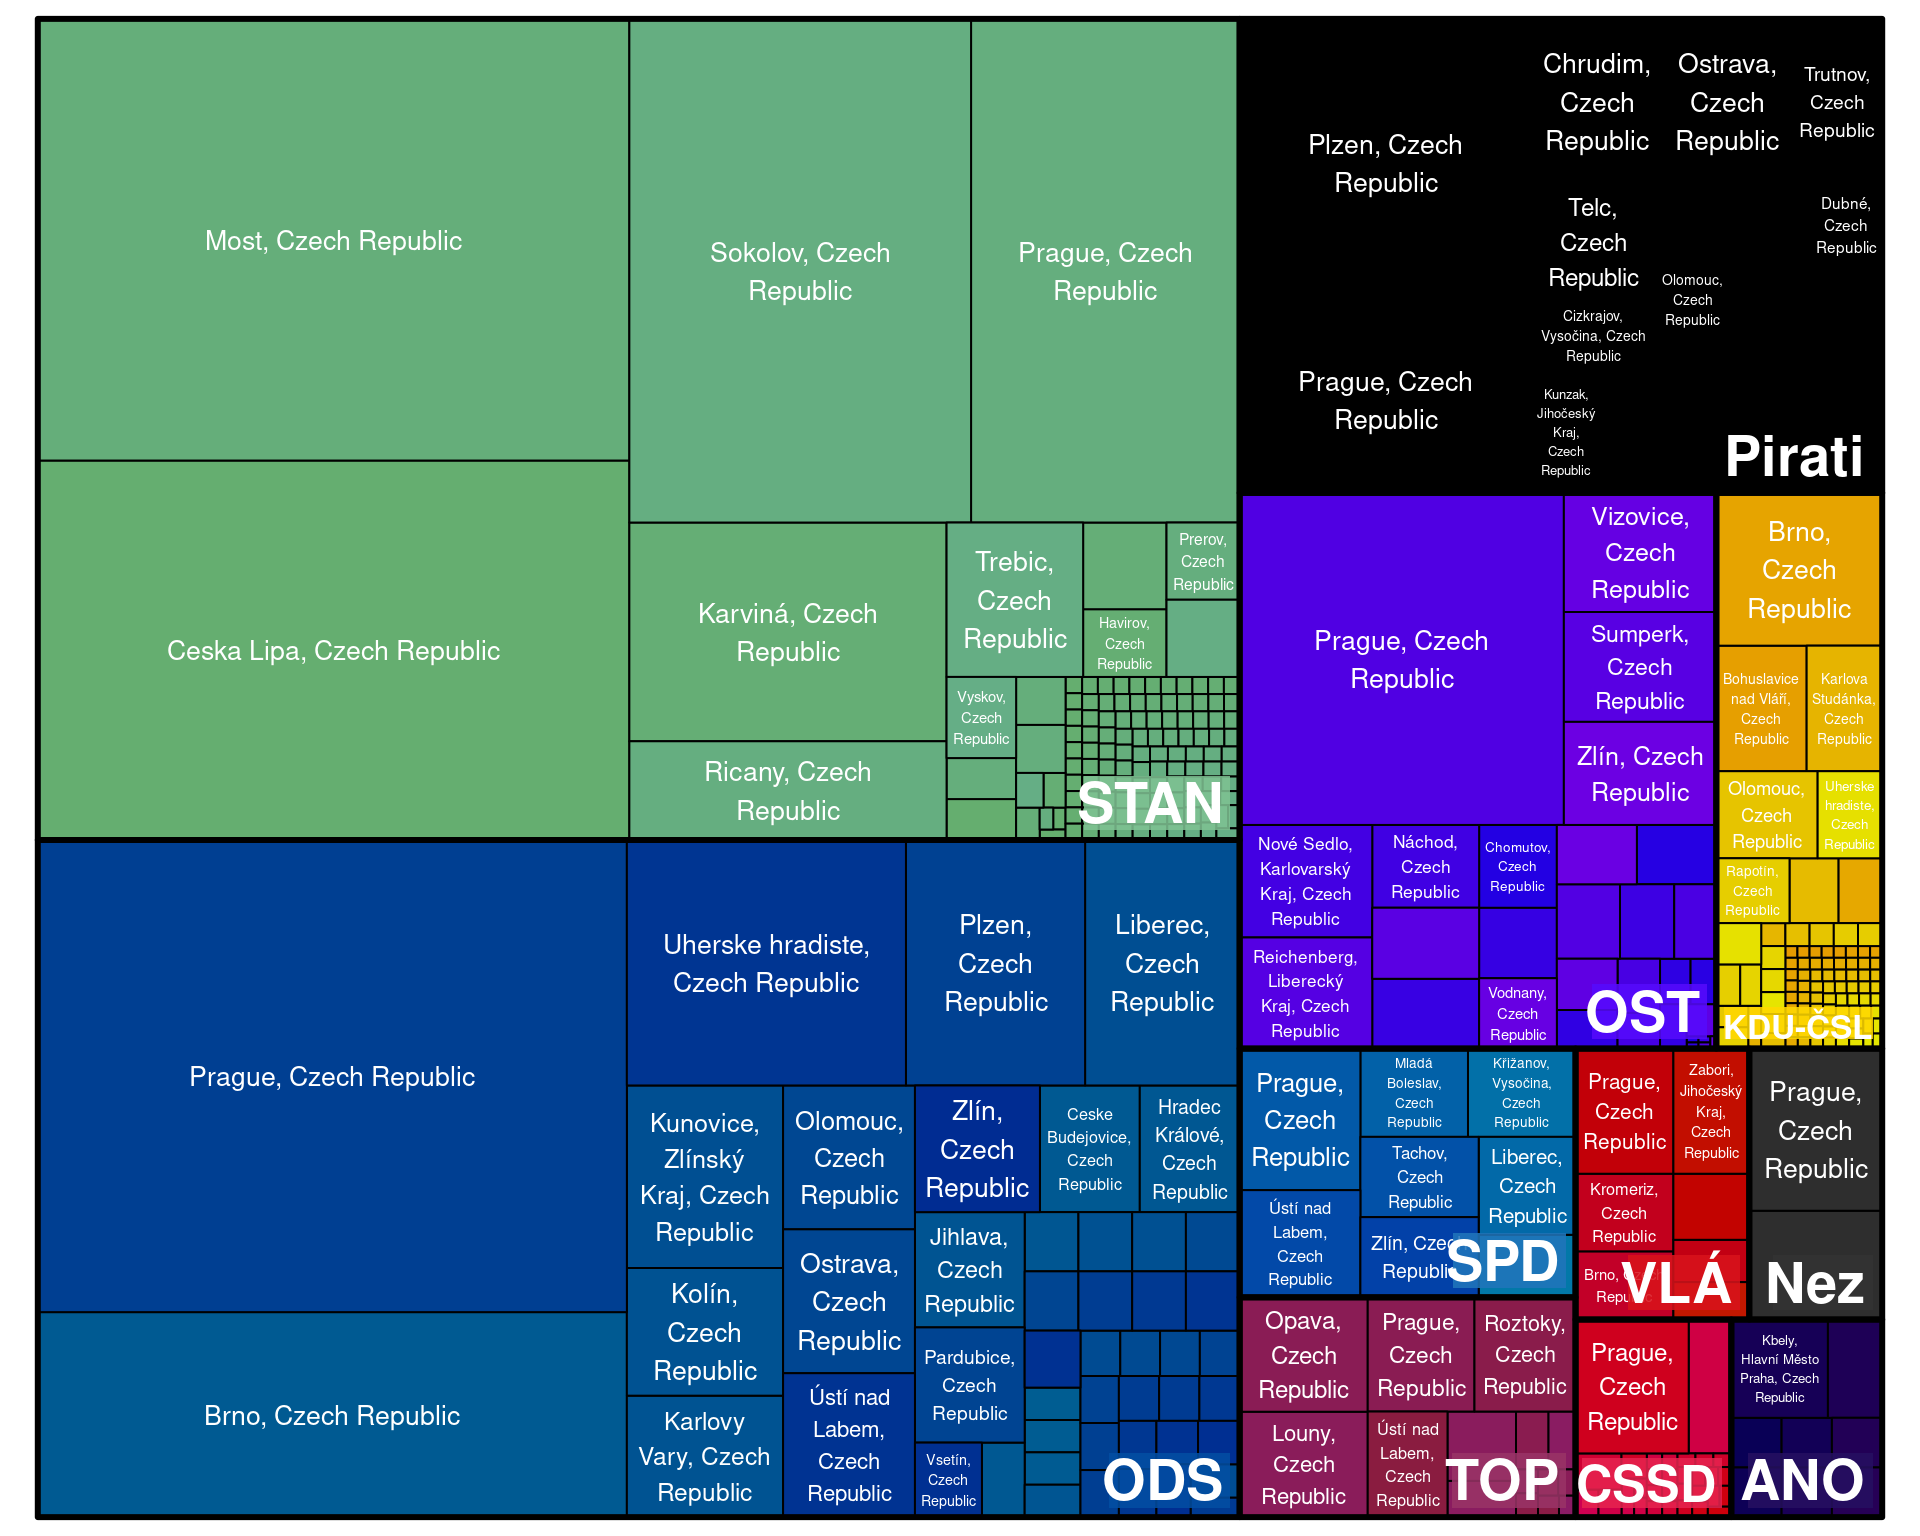 Most, Czech Republic
Ceska Lipa, Czech Republic
Sokolov, Czech
Republic
Prague, Czech
Republic
Karviná, Czech
Republic
Ricany, Czech
Republic
Trebic,
Czech
Republic
Havirov,
Czech
Republic
Prerov,
Czech
Republic
Vyskov,
Czech
Republic
STAN
Prague, Czech Republic
Brno, Czech Republic
Uherske hradiste,
Czech Republic
Plzen,
Czech
Republic
Liberec,
Czech
Republic
Kunovice,
Zlínský
Kraj, Czech
Republic
Kolín,
Czech
Republic
Karlovy
Vary, Czech
Republic
Olomouc,
Czech
Republic
Ostrava,
Czech
Republic
Ústí nad
Labem,
Czech
Republic
Zlín,
Czech
Republic
Ceske
Budejovice,
Czech
Republic
Hradec
Králové,
Czech
Republic
Jihlava,
Czech
Republic
Pardubice,
Czech
Republic
Vsetín,
Czech
Republic
ODS
Plzen, Czech
Republic
Prague, Czech
Republic
Chrudim,
Czech
Republic
Ostrava,
Czech
Republic
Trutnov,
Czech
Republic
Telc,
Czech
Republic
Olomouc,
Czech
Republic
Dubné,
Czech
Republic
Cizkrajov,
Vysočina, Czech
Republic
Kunzak,
Jihočeský
Kraj,
Czech
Republic
Pirati
Prague, Czech
Republic
Vizovice,
Czech
Republic
Sumperk,
Czech
Republic
Zlín, Czech
Republic
Nové Sedlo,
Karlovarský
Kraj, Czech
Republic
Reichenberg,
Liberecký
Kraj, Czech
Republic
Náchod,
Czech
Republic
Chomutov,
Czech
Republic
Vodnany,
Czech
Republic
OST
Brno,
Czech
Republic
Bohuslavice
nad Vláří,
Czech
Republic
Karlova
Studánka,
Czech
Republic
Olomouc,
Czech
Republic
Uherske
hradiste,
Czech
Republic
Rapotín,
Czech
Republic
KDU-ČSL
Prague,
Czech
Republic
Ústí nad
Labem,
Czech
Republic
Mladá
Boleslav,
Czech
Republic
Křižanov,
Vysočina,
Czech
Republic
Tachov,
Czech
Republic
Liberec,
Czech
Republic
Zlín, Czech
Republic
SPD
Prague,
Czech
Republic
Zabori,
Jihočeský
Kraj,
Czech
Republic
Kromeriz,
Czech
Republic
Brno, Czech
Republic
VLÁ
Prague,
Czech
Republic
Nez
Opava,
Czech
Republic
Prague,
Czech
Republic
Roztoky,
Czech
Republic
Louny,
Czech
Republic
Ústí nad
Labem,
Czech
Republic
TOP
Prague,
Czech
Republic
CSSD
Kbely,
Hlavní Město
Praha, Czech
Republic
ANO